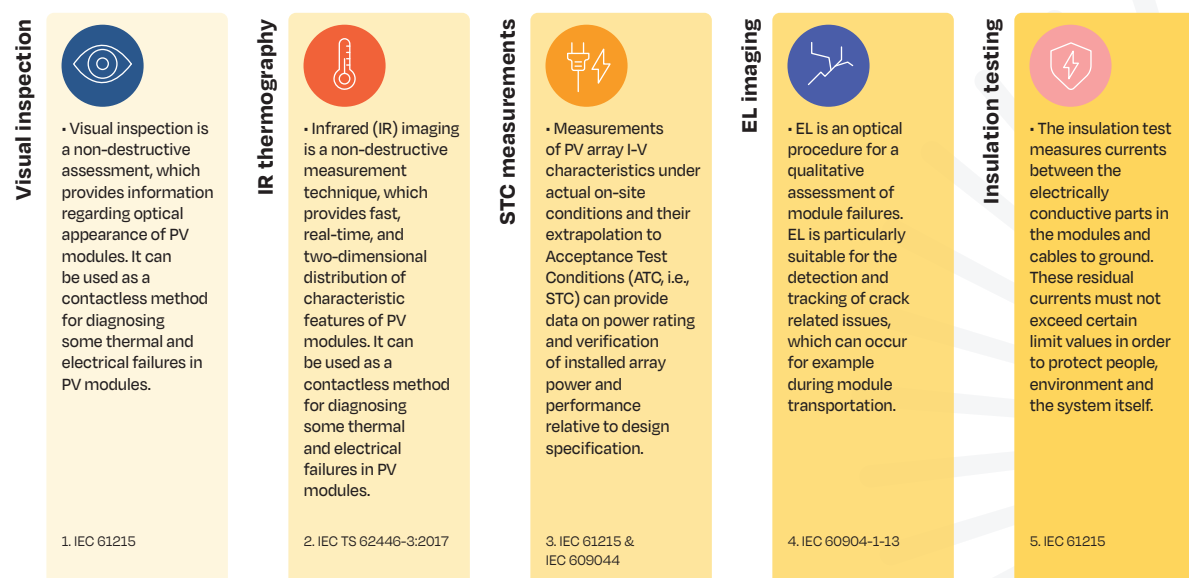 Visual inspection
· Visual inspection is
a non-destructive
assessment, which
provides information
regarding optical
appearance of PV
modules. It can
be used as a
contactless method
for diagnosing
some thermal and
electrical failures in
PV modules.
1. IEC 61215
IR thermography
· Infrared (IR) imaging
is a non-destructive
measurement
technique, which
provides fast,
real-time, and
two-dimensional
distribution of
characteristic
features of PV
modules. It can
be used as a
contactless method
for diagnosing
some thermal
and electrical
failures in PV
modules.
2. IEC TS 62446-3:2017
STC measurements
· Measurements
of PV array I-V
characteristics under
actual on-site
conditions and their
extrapolation to
Acceptance Test
Conditions (ATC, i.e.,
STC) can provide
data on power rating
and verification
of installed array
power and
performance
relative to design
specification.
3. IEC 61215 &
IEC 609044
EL imaging
· EL is an optical
procedure for a
qualitative
assessment of
module failures.
EL is particularly
suitable for the
detection and
tracking of crack
related issues,
which can occur
for example
during module
transportation.
4. IEC 60904-1-13
Insulation testing
· The insulation test
measures currents
between the
electrically
conductive parts in
the modules and
cables to ground.
These residual
currents must not
exceed certain
limit values in order
to protect people,
environment and
the system itself.
5. IEC 61215